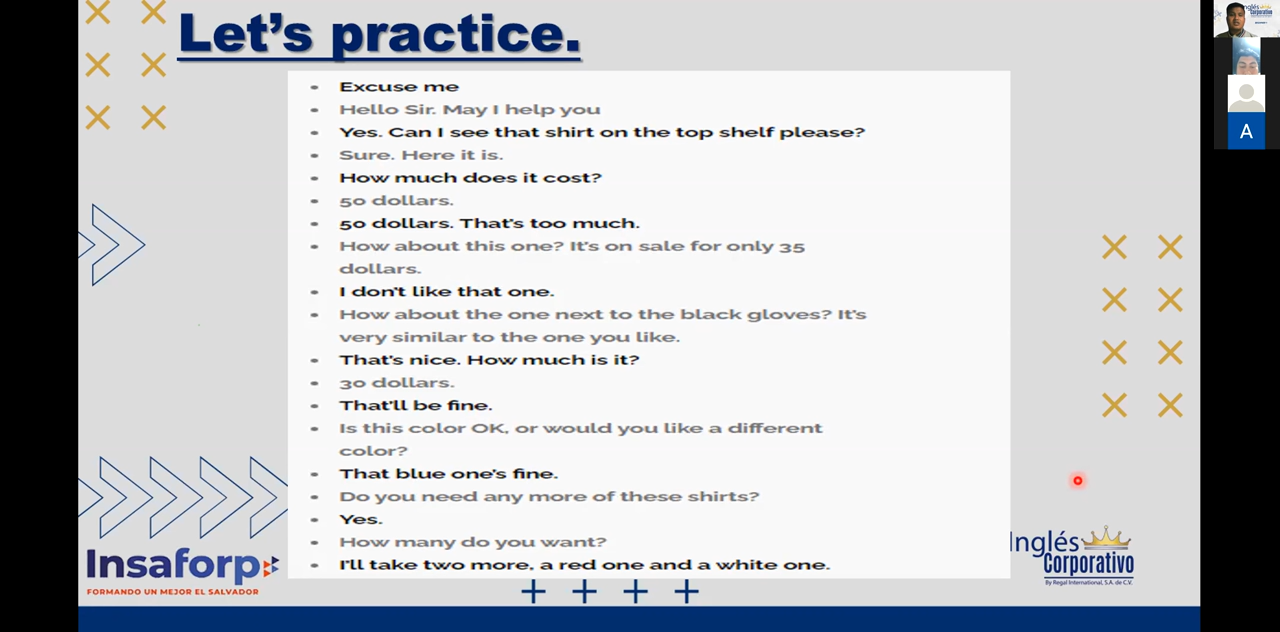 Let's practice.
Excuse me
Hello Sir. May I help you
Yes. Can I see that shirt on the top shelf please?
Sure. Here it is.
How much does it cost?
50 dollars.
50 dollars. That's too much.
How about this one? It's on sale for only 35
dollars.
I don't like that one.
How about the one next to the black gloves? It's
very similar to the one you like.
That's nice. How much is it?
30 dollars.
That'll be fine.
Is this color OK, or would you like a different
color?
That blue one's fine.
Do you need any more of these shirts?
Yes.
How many do you want?
I'll take two more, a red one and a white one.
Insaforp
FORMANDO UN MEJOR EL SALVADOR
Inglés
Corporativo
By Regal International, S.A. de C.V.
Corporativo
A